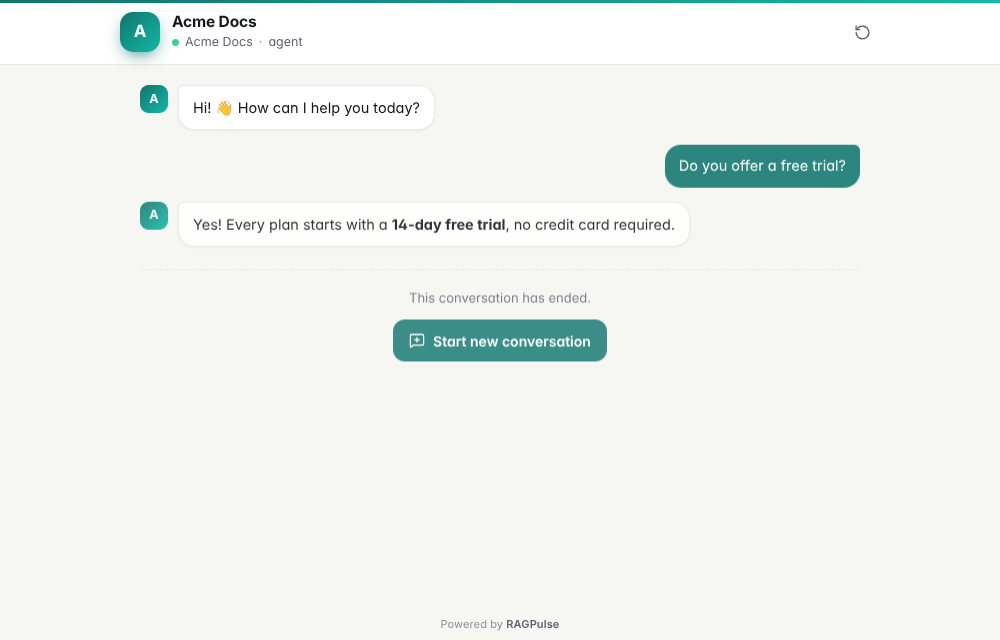 A
Acme Docs
Acme Docs · agent
A
Hi! 👋 How can I help you today?
Do you offer a free trial?
A
Yes! Every plan starts with a 14-day free trial, no credit card required.
This conversation has ended.
Start new conversation
Powered by RAGPulse